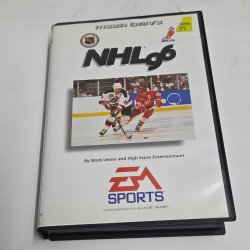 MEGA DRIVE
NHL96
By Mark Lesser and High Score Entertainment
EA
SPORTS